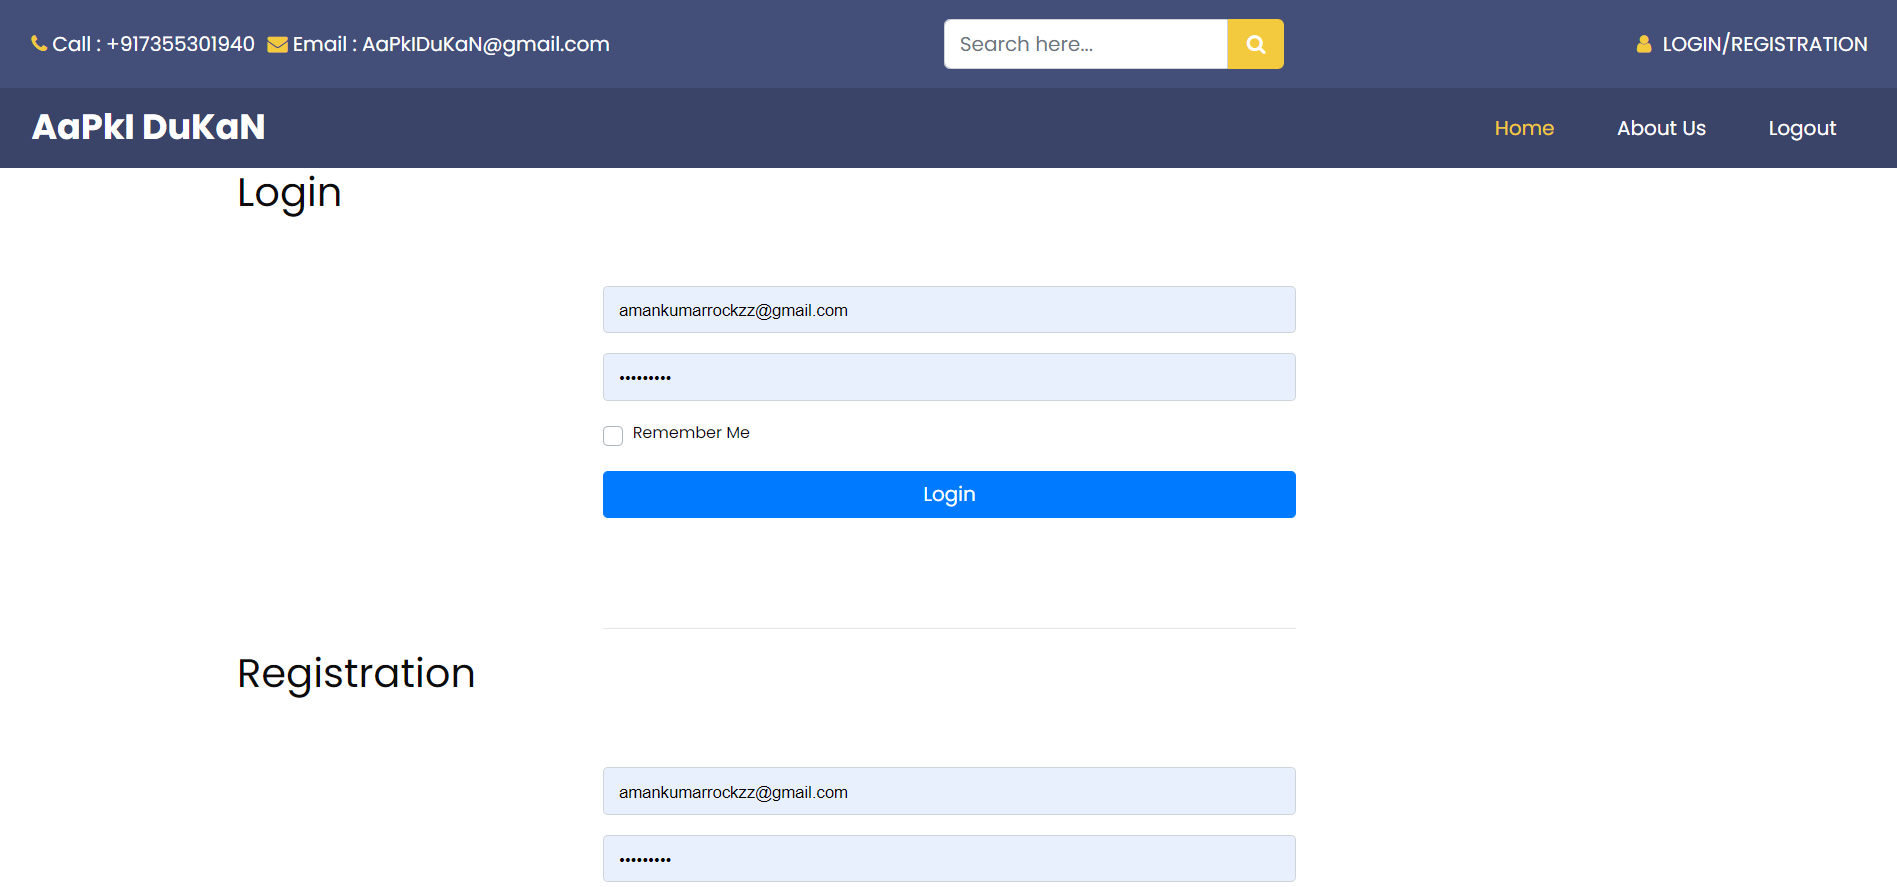 Call : +917355301940 Email : AaPkIDuKaN@gmail.com Search here... LOGIN/REGISTRATION
AaPkI DuKaN Home About Us Logout
Login
amankumarrockzz@gmail.com
•••••••••
Remember Me
Login
Registration
amankumarrockzz@gmail.com
•••••••••